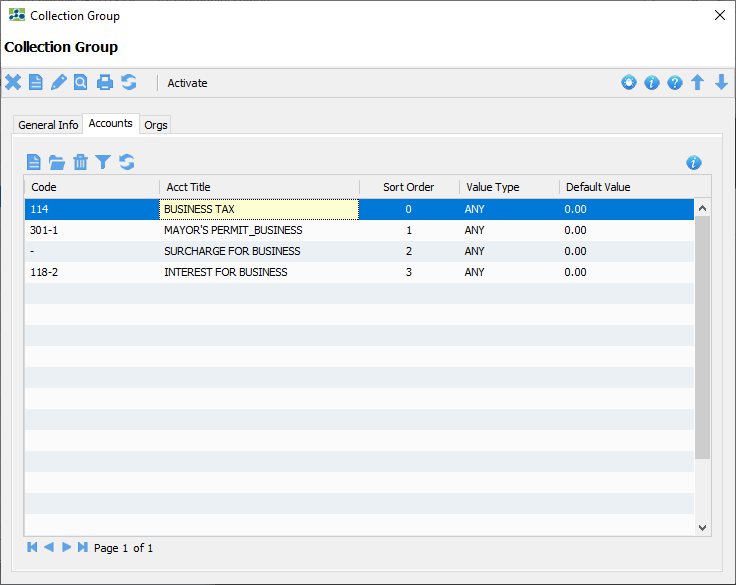 Collection Group
Collection Group
Activate
General Info Accounts Orgs
Code Acct Title Sort Order Value Type Default Value
114 BUSINESS TAX 0 ANY 0.00
301-1 MAYOR'S PERMIT_BUSINESS 1 ANY 0.00
- SURCHARGE FOR BUSINESS 2 ANY 0.00
118-2 INTEREST FOR BUSINESS 3 ANY 0.00
Page 1 of 1